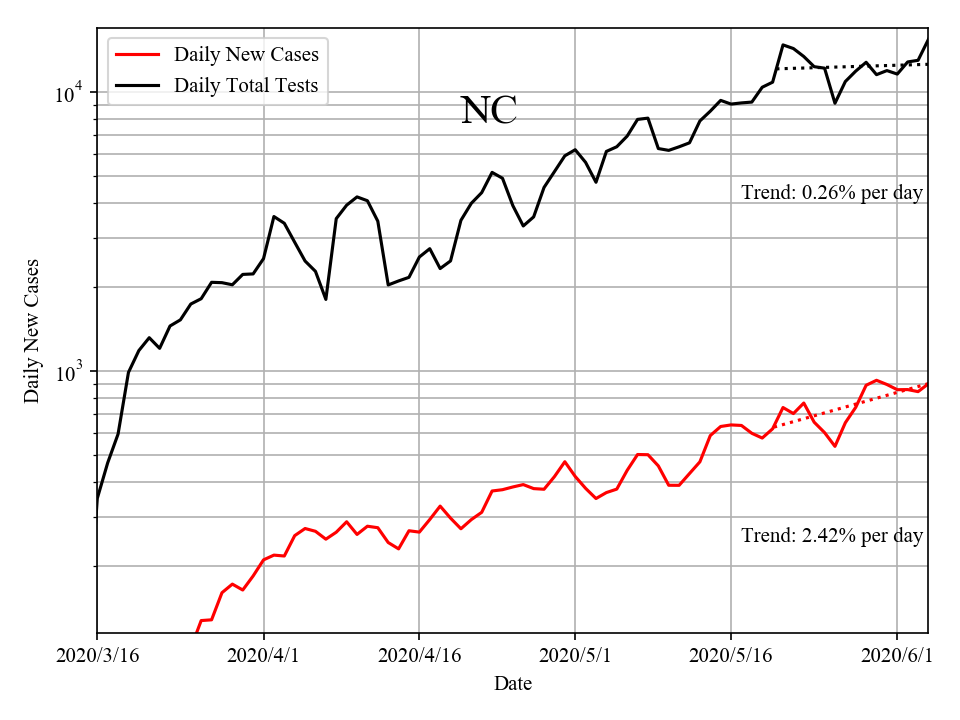 Daily New Cases
Daily Total Tests
NC
10^4
Trend: 0.26% per day
Daily New Cases
10^3
Trend: 2.42% per day
2020/3/16 2020/4/1 2020/4/16 2020/5/1 2020/5/16 2020/6/1
Date